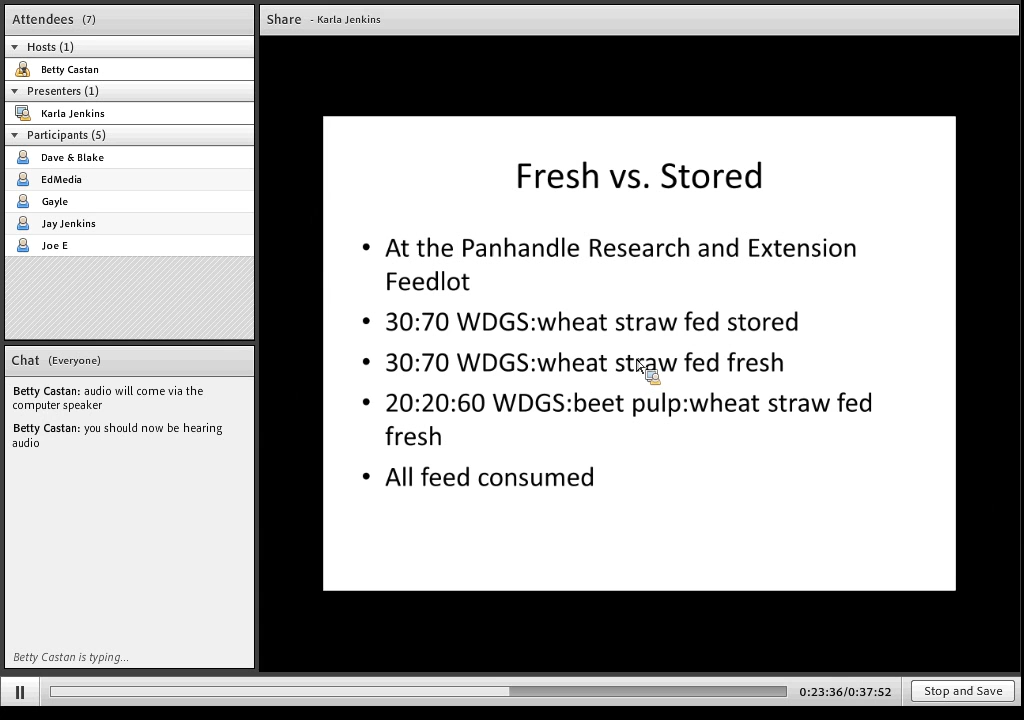 Attendees (7)
Hosts (1)
Betty Castan
Presenters (1)
Karla Jenkins
Participants (5)
Dave & Blake
EdMedia
Gayle
Jay Jenkins
Joe E
Chat (Everyone)
Betty Castan: audio will come via the
computer speaker
Betty Castan: you should now be hearing
audio
Betty Castan is typing...
Share - Karla Jenkins
Fresh vs. Stored
• At the Panhandle Research and Extension
Feedlot
• 30:70 WDGS:wheat straw fed stored
• 30:70 WDGS:wheat straw fed fresh
• 20:20:60 WDGS:beet pulp:wheat straw fed
fresh
• All feed consumed
0:23:36/0:37:52
Stop and Save